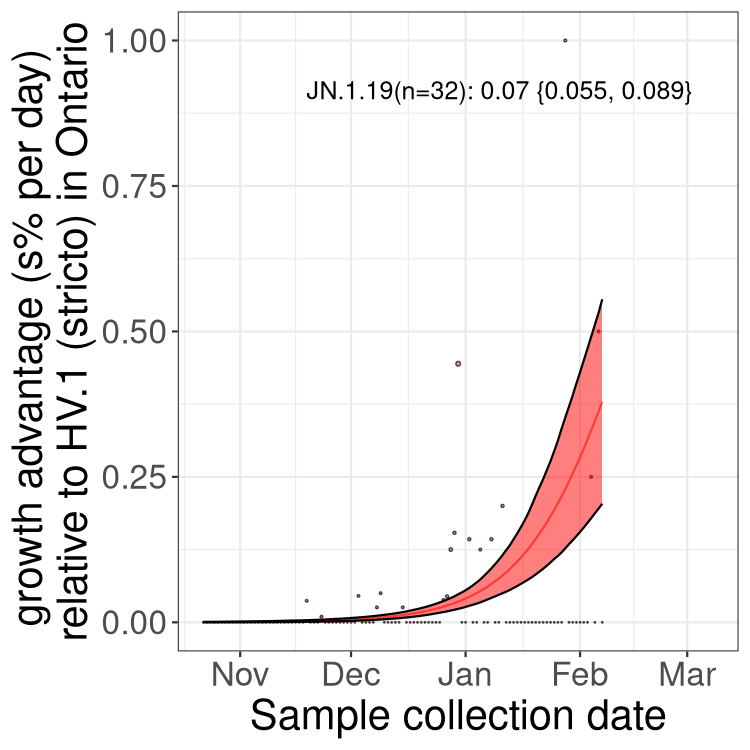 growth advantage (s% per day)
relative to HV.1 (stricto) in Ontario
1.00
0.75
0.50
0.25
0.00
JN.1.19(n=32): 0.07 {0.055, 0.089}
Nov Dec Jan Feb Mar
Sample collection date